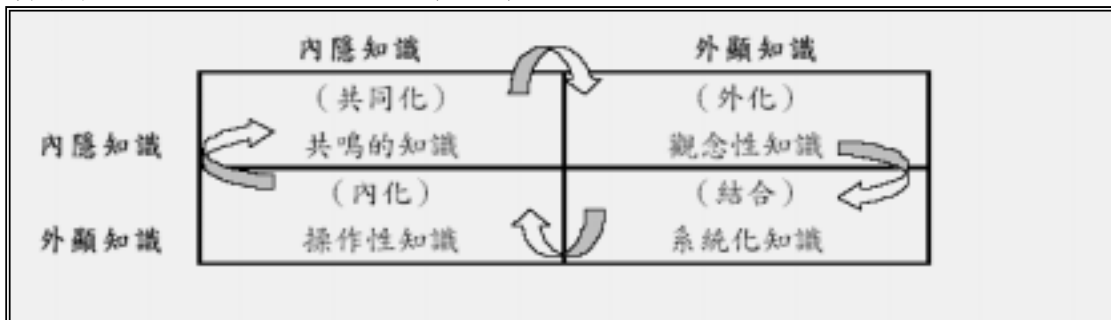 內隱知識 外顯知識
(共同化) (外化)
內隱知識 共鳴的知識 觀念性知識
(內化) (結合)
外顯知識 操作性知識 系統化知識